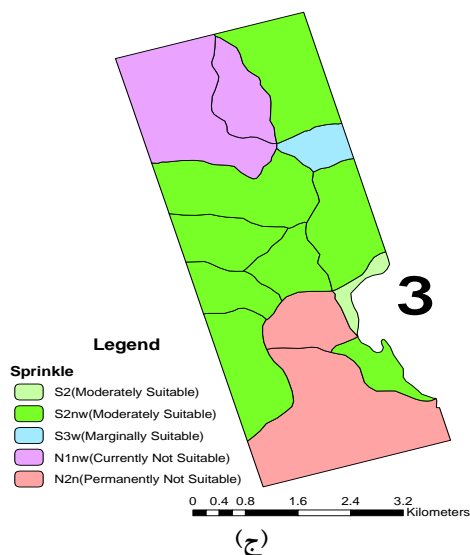 3
Legend
Sprinkle
S2(Moderately Suitable)
S2nw(Moderately Suitable)
S3w(Marginally Suitable)
N1nw(Currently Not Suitable)
N2n(Permanently Not Suitable)
0 0.4 0.8 1.6 2.4 3.2
Kilometers
(ج)